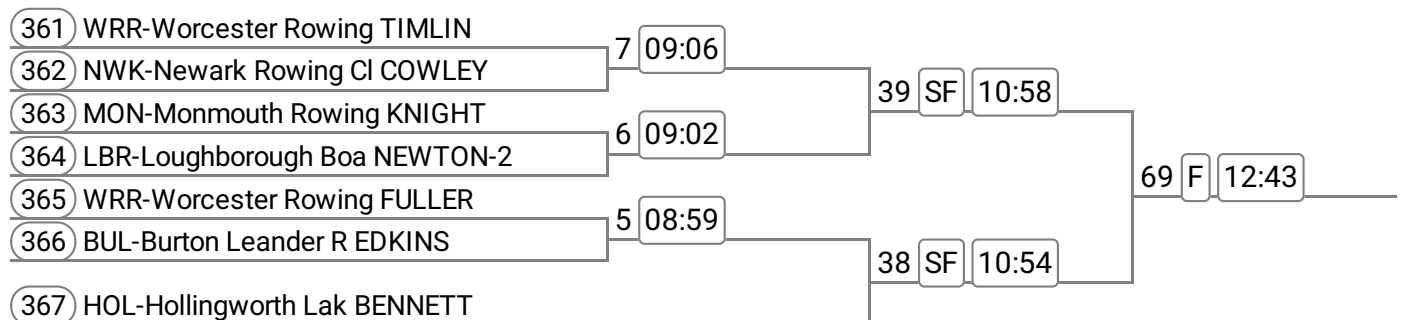 361 WRR-Worcester Rowing TIMLIN
7 09:06
362 NWK-Newark Rowing Cl COWLEY
39 SF 10:58
363 MON-Monmouth Rowing KNIGHT
6 09:02
364 LBR-Loughborough Boa NEWTON-2
69 F 12:43
365 WRR-Worcester Rowing FULLER
5 08:59
366 BUL-Burton Leander R EDKINS
38 SF 10:54
367 HOL-Hollingworth Lak BENNETT